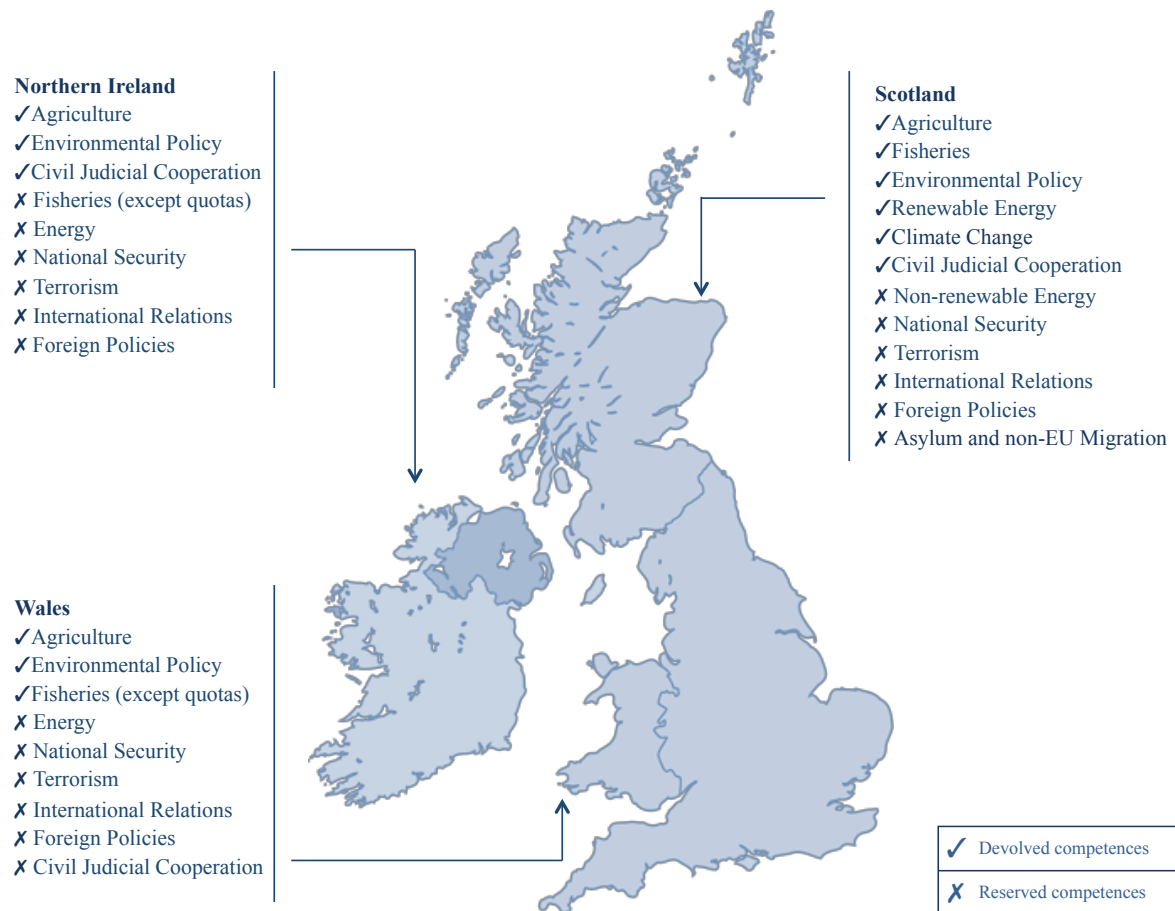 Northern Ireland
✓Agriculture
✓Environmental Policy
✓Civil Judicial Cooperation
✗ Fisheries (except quotas)
✗ Energy
✗ National Security
✗ Terrorism
✗ International Relations
✗ Foreign Policies
Scotland
✓Agriculture
✓Fisheries
✓Environmental Policy
✓Renewable Energy
✓Climate Change
✓Civil Judicial Cooperation
✗ Non-renewable Energy
✗ National Security
✗ Terrorism
✗ International Relations
✗ Foreign Policies
✗ Asylum and non-EU Migration
Wales
✓Agriculture
✓Environmental Policy
✓Fisheries (except quotas)
✗ Energy
✗ National Security
✗ Terrorism
✗ International Relations
✗ Foreign Policies
✗ Civil Judicial Cooperation
✓ Devolved competences
✗ Reserved competences